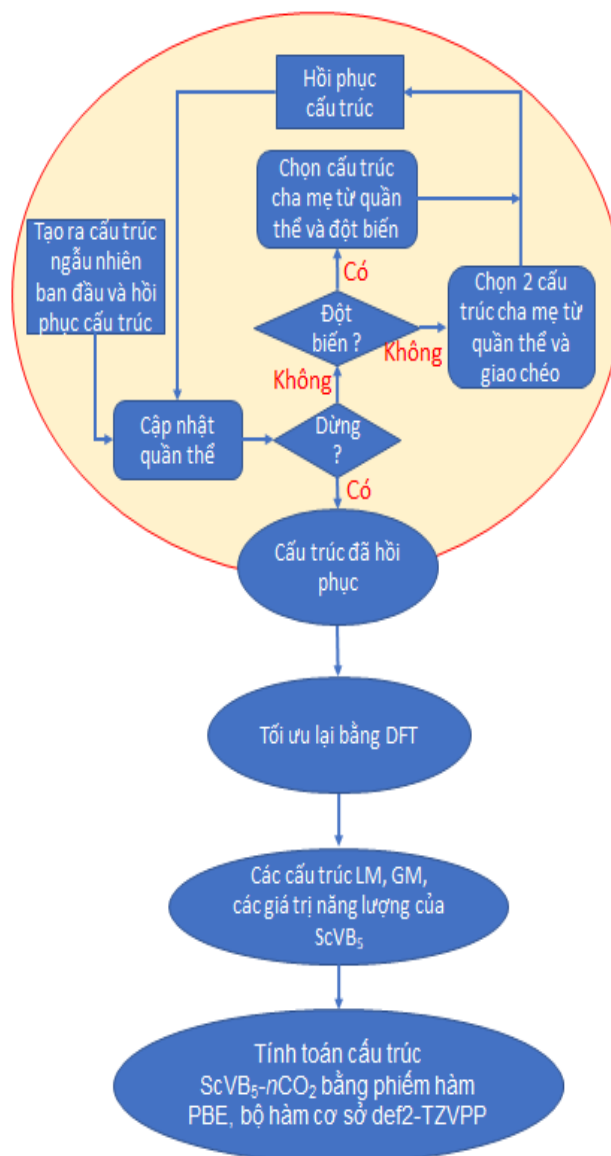 Hồi phục
cấu trúc
Chọn cấu trúc
cha mẹ từ quần
thể và đột biến
Tạo ra cấu trúc
ngẫu nhiên
ban đầu và hồi
phục cấu trúc
Có
Đột
biến ?
Không
Chọn 2 cấu
trúc cha mẹ từ
quần thể và
giao chéo
Không
Cập nhật
quần thể
Dừng
?
Có
Cấu trúc đã hồi
phục
Tối ưu lại bằng DFT
Các cấu trúc LM, GM,
các giá trị năng lượng của
ScVB₅
Tính toán cấu trúc
ScVB₅-nCO₂ bằng phiếm hàm
PBE, bộ hàm cơ sở def2-TZVPP